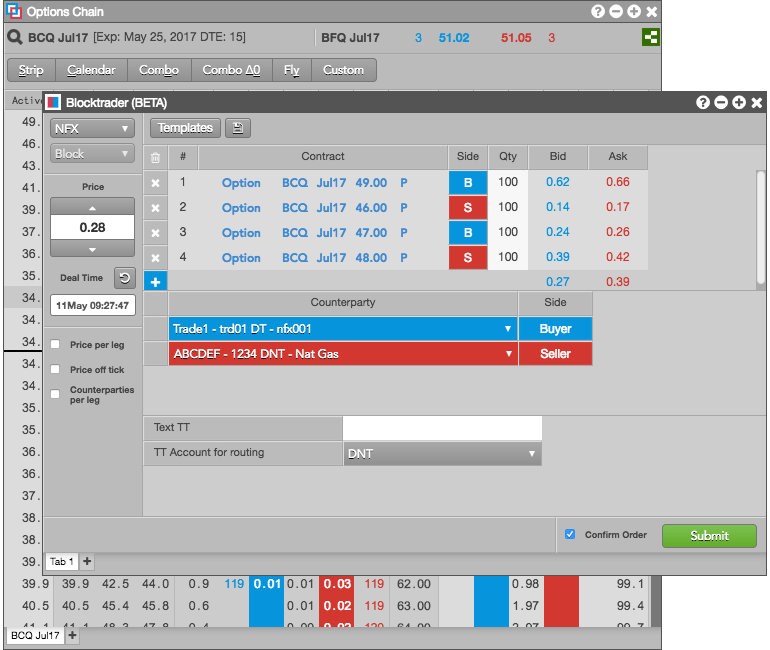 Options Chain
BCQ Jul17 [Exp: May 25, 2017 DTE: 15] BFQ Jul17 3 51.02 51.05 3
Strip Calendar Combo Combo Δ0 Fly Custom
Active
Blocktrader (BETA)
49.
46.
43.
41.
39.
37.
36.
35.
34.
34.
34.
34.
34.
35.
35.
36.
36.
37.
38.
38.
39.
NFX
Block
Price
0.28
Deal Time
11May 09:27:47
Price per leg
Price off tick
Counterparties
per leg
Templates
# Contract Side Qty Bid Ask
1 Option BCQ Jul17 49.00 P B 100 0.62 0.66
2 Option BCQ Jul17 46.00 P S 100 0.14 0.17
3 Option BCQ Jul17 47.00 P B 100 0.24 0.26
4 Option BCQ Jul17 48.00 P S 100 0.39 0.42
0.27 0.39
Counterparty Side
Trade1 - trd01 DT - nfx001 Buyer
ABCDEF - 1234 DNT - Nat Gas Seller
Text TT
TT Account for routing DNT
Confirm Order Submit
Tab 1
39.9 39.9 42.5 44.0 0.9 119 0.01 0.01 0.03 119 62.00 0.98 99.1
40.5 40.5 45.4 45.8 0.6 0.01 0.02 119 63.00 1.97 99.4
BCQ Jul17